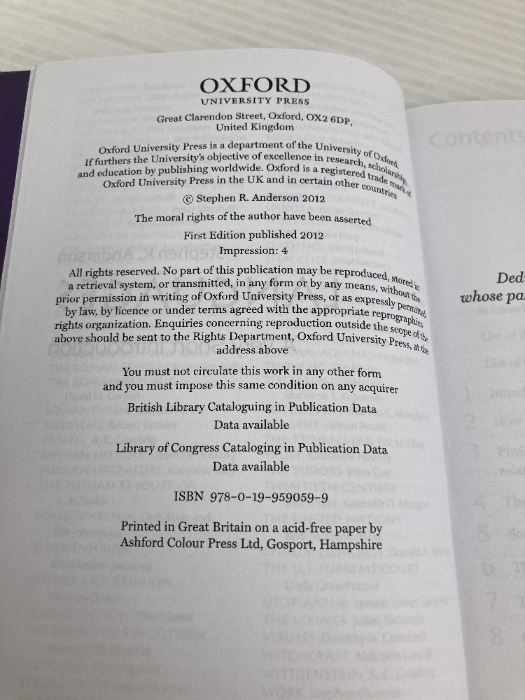 OXFORD
UNIVERSITY PRESS
Great Clarendon Street, Oxford, OX2 6DP,
United Kingdom
Oxford University Press is a department of the University of Oxford.
If furthers the University's objective of excellence in research, scholarship,
and education by publishing worldwide. Oxford is a registered trade mark of
Oxford University Press in the UK and in certain other countries
© Stephen R. Anderson 2012
The moral rights of the author have been asserted
First Edition published 2012
Impression: 4
All rights reserved. No part of this publication may be reproduced, stored in
a retrieval system, or transmitted, in any form or by any means, without the
prior permission in writing of Oxford University Press, or as expressly permitted
by law, by licence or under terms agreed with the appropriate reprographics
rights organization. Enquiries concerning reproduction outside the scope of the
above should be sent to the Rights Department, Oxford University Press, at the
address above
You must not circulate this work in any other form
and you must impose this same condition on any acquirer
British Library Cataloguing in Publication Data
Data available
Library of Congress Cataloging in Publication Data
Data available
ISBN 978-0-19-959059-9
Printed in Great Britain on a acid-free paper by
Ashford Colour Press Ltd, Gosport, Hampshire
Contents
Ded
whose pa